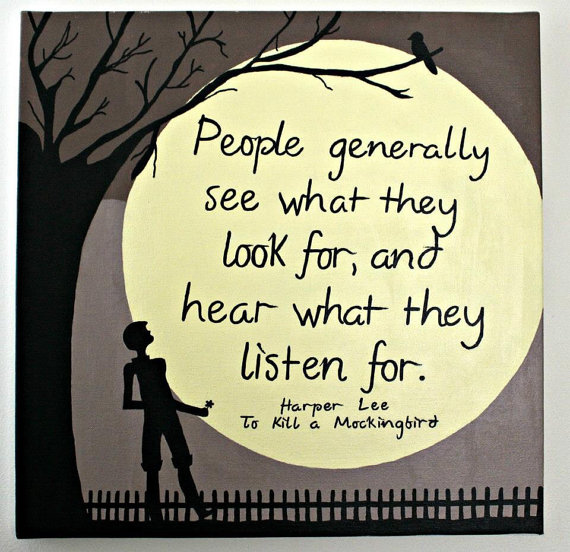 People generally
see what they
look for, and
hear what they
listen for.
Harper Lee
To Kill a Mockingbird